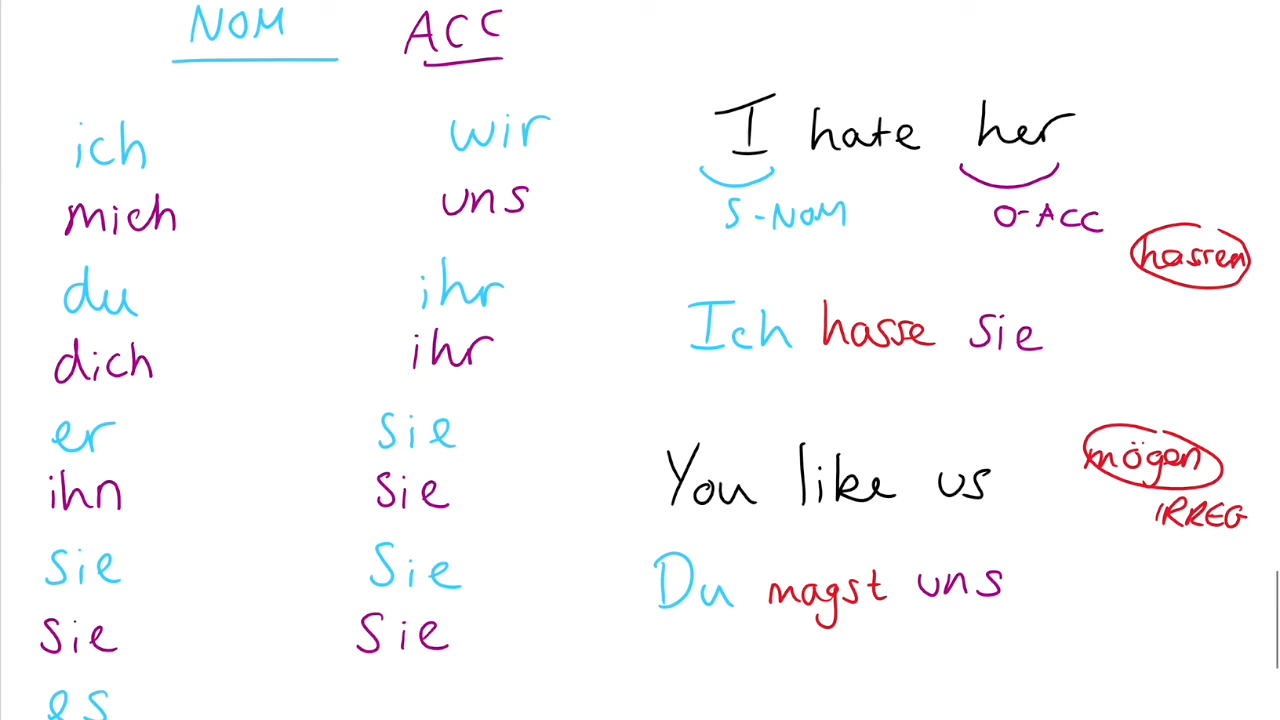 NOM ACC
ich wir
mich uns
du ihr
dich ihr
er sie
ihn sie
sie Sie
sie Sie
es
I hate her
S-NOM O-ACC
hassen
Ich hasse sie
You like us
mögen
IRREG
Du magst uns